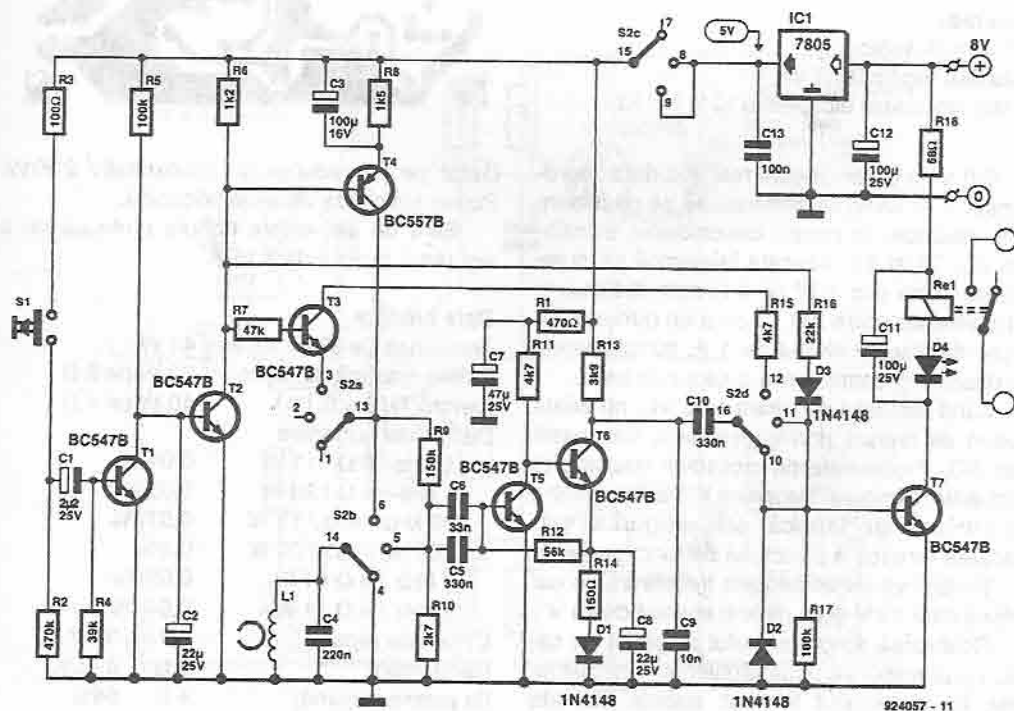 S2c
17
15
8
9
5V
IC1
7805
8V
+
0
R3
100Ω
R5
100k
R6
1k2
100µ
16V
R8
1k5
T4
BC557B
C13
100n
C12
100µ
25V
R18
68Ω
S1
R7
47k
T3
BC547B
R1
470Ω
C7
47µ
25V
R11
4k7
R13
3k9
R15
4k7
R16
22k
D3
1N4148
Re1
C11
100µ
25V
D4
T2
BC547B
BC547B
T1
C1
2µ2
25V
3
S2a
2
13
1
R9
150k
C6
33n
C5
330n
BC547B
T5
T6
BC547B
C10
330n
16
S2d
12
11
10
T7
BC547B
6
S2b
14
5
4
R12
56k
R14
150Ω
D1
1N4148
C8
22µ
25V
C9
10n
D2
1N4148
R17
100k
R2
470k
R4
39k
C2
22µ
25V
L1
C4
220n
R10
2k7
924057 - 11